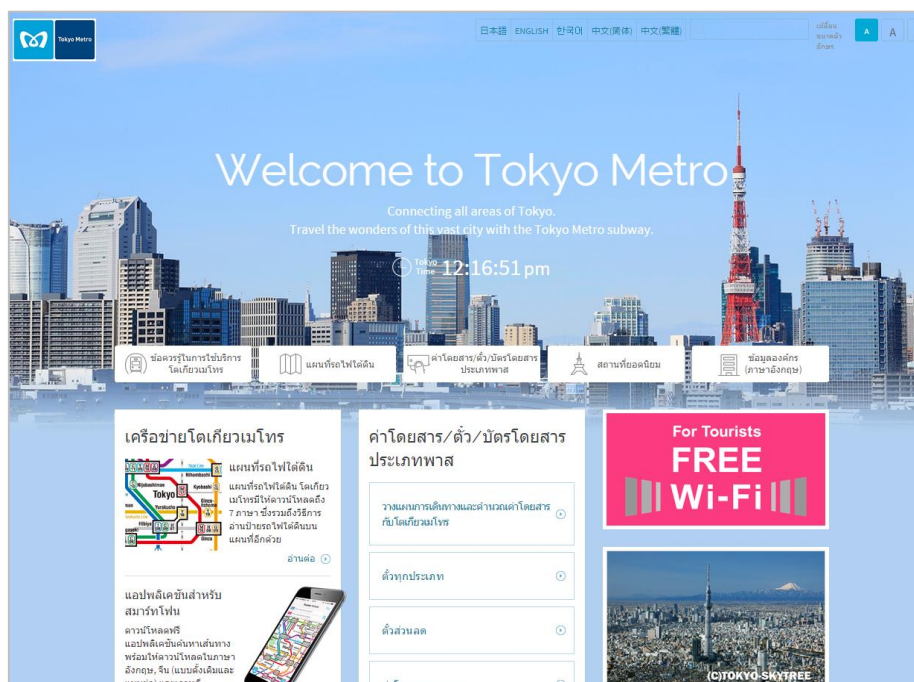 Tokyo Metro
日本語 ENGLISH 한국어 中文(简体) 中文(繁體)
เปลี่ยน
ขนาดตัว
อักษร
A
A
Welcome to Tokyo Metro
Connecting all areas of Tokyo.
Travel the wonders of this vast city with the Tokyo Metro subway.
Tokyo
Time 12:16:51 pm
ข้อควรรู้ในการใช้บริการ
โตเกียวเมโทร
แผนที่รถไฟใต้ดิน
ค่าโดยสาร/ตั๋ว/บัตรโดยสาร
ประเภทพาส
สถานที่ยอดนิยม
ข้อมูลองค์กร
(ภาษาอังกฤษ)
เครือข่ายโตเกียวเมโทร
Nihombashi
Mitsukoshimae
Tokyo
Kyobashi
Ginza
แผนที่รถไฟใต้ดิน
แผนที่รถไฟใต้ดิน โตเกียว
เมโทรมีให้ดาวน์โหลดถึง
7 ภาษา ซึ่งรวมถึงวิธีการ
อ่านป้ายรถไฟใต้ดินบน
แผนที่อีกด้วย
อ่านต่อ
แอปพลิเคชันสำหรับ
สมาร์ทโฟน
ดาวน์โหลดฟรี
แอปพลิเคชันค้นหาเส้นทาง
พร้อมให้ดาวน์โหลดในภาษา
อังกฤษ, จีน (แบบดั้งเดิมและ
ค่าโดยสาร/ตั๋ว/บัตรโดยสาร
ประเภทพาส
วางแผนการเดินทางและคำนวณค่าโดยสาร
กับโตเกียวเมโทร
ตั๋วทุกประเภท
ตั๋วส่วนลด
For Tourists
FREE
Wi-Fi
(C)TOKYO-SKYTREE